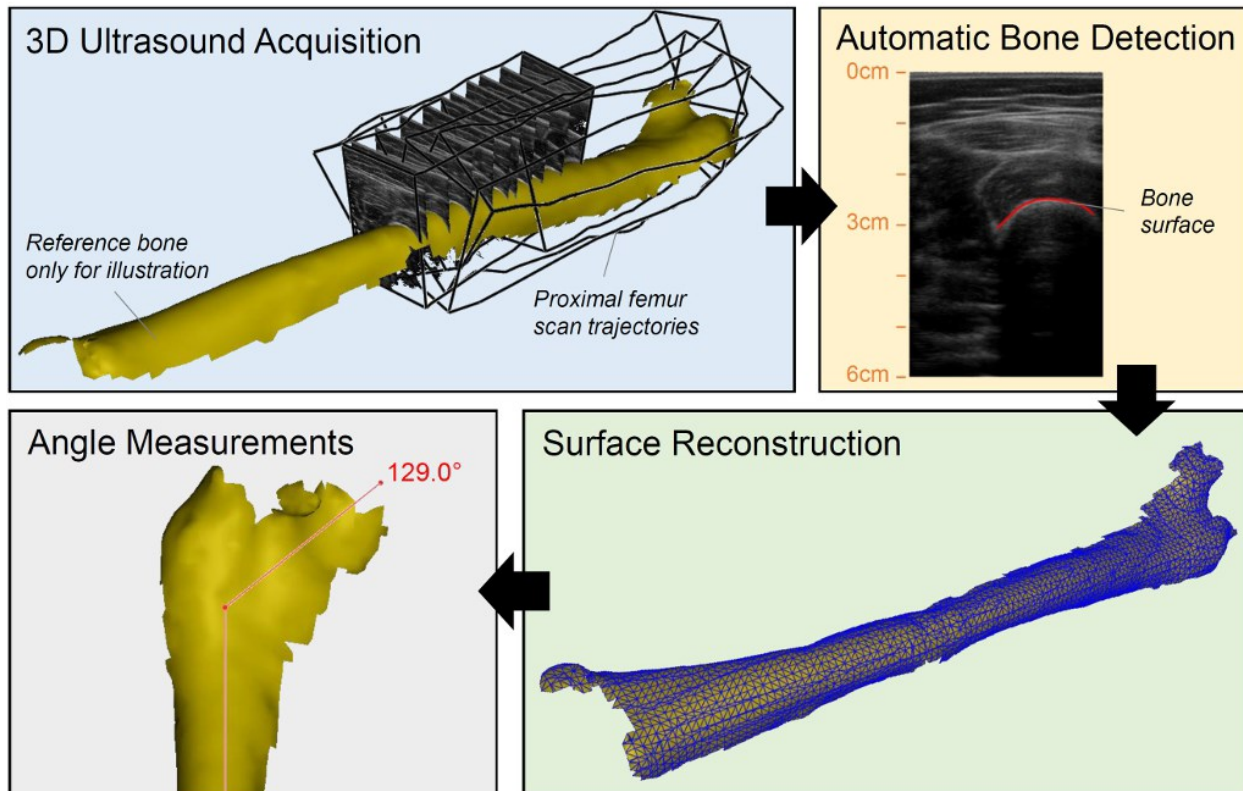 3D Ultrasound Acquisition
Reference bone
only for illustration
Proximal femur
scan trajectories
Automatic Bone Detection
0cm
3cm
6cm
Bone
surface
Angle Measurements
129.0°
Surface Reconstruction